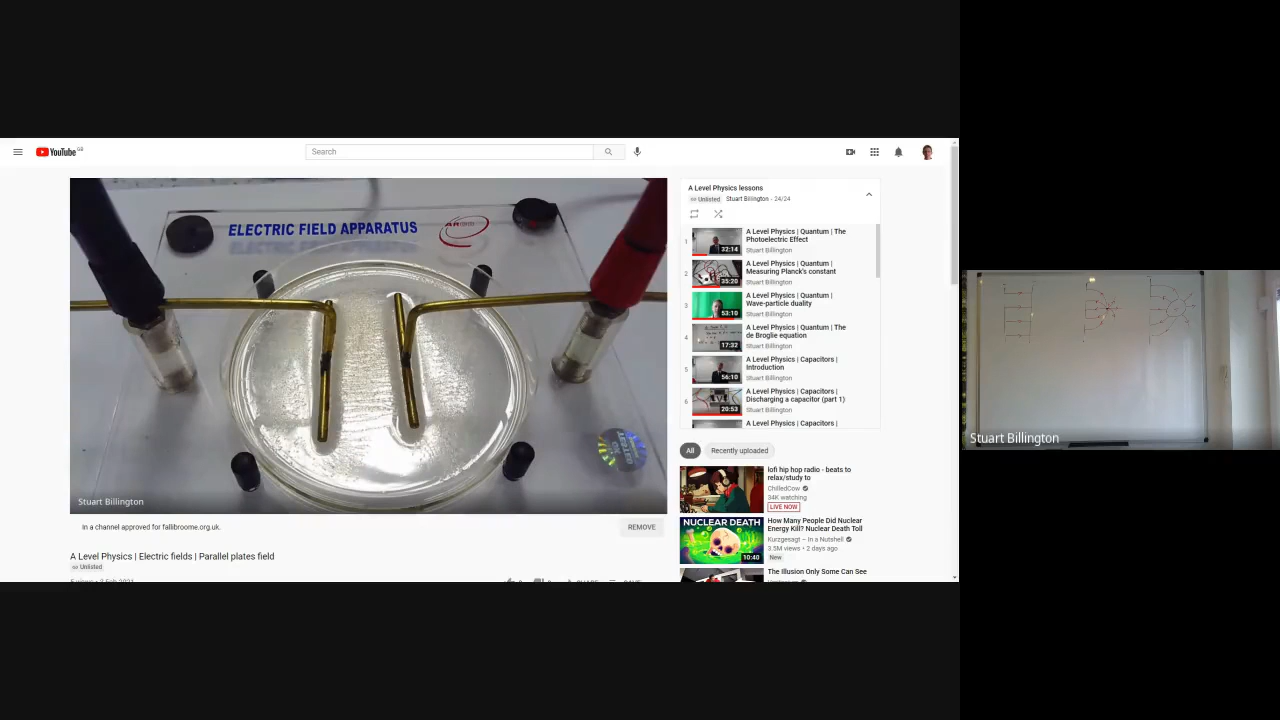 YouTube GB
Search
ELECTRIC FIELD APPARATUS
Stuart Billington
In a channel approved for fallibroome.org.uk.
REMOVE
A Level Physics | Electric fields | Parallel plates field
Unlisted
A Level Physics lessons
Unlisted Stuart Billington - 24/24
1
A Level Physics | Quantum | The
Photoelectric Effect
Stuart Billington
32:14
2
A Level Physics | Quantum |
Measuring Planck's constant
Stuart Billington
35:20
3
A Level Physics | Quantum |
Wave-particle duality
Stuart Billington
53:10
4
A Level Physics | Quantum | The
de Broglie equation
Stuart Billington
17:32
5
A Level Physics | Capacitors |
Introduction
Stuart Billington
56:10
6
A Level Physics | Capacitors |
Discharging a capacitor (part 1)
Stuart Billington
20:53
A Level Physics | Capacitors |
All
Recently uploaded
lofi hip hop radio - beats to
relax/study to
ChilledCow
34K watching
LIVE NOW
NUCLEAR DEATH
10:40
How Many People Did Nuclear
Energy Kill? Nuclear Death Toll
Kurzgesagt – In a Nutshell
3.5M views • 2 days ago
New
The Illusion Only Some Can See
Stuart Billington